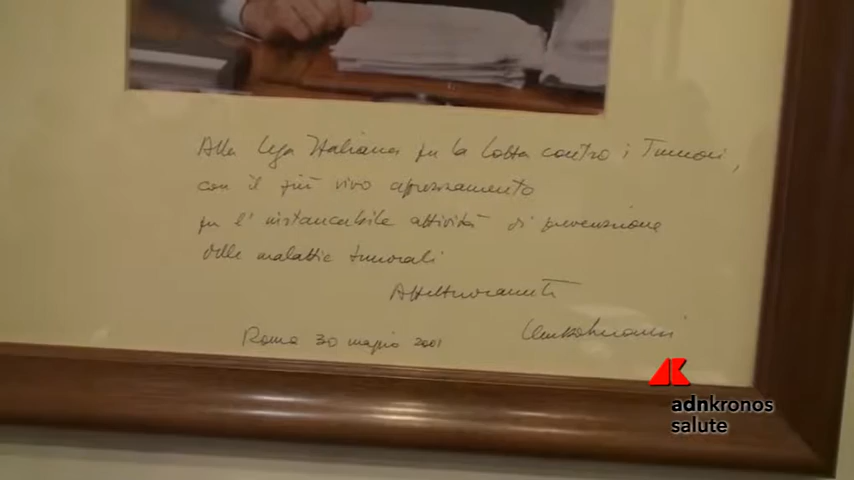 Alla Lega Italiana per la Lotta contro i Tumori,
con il più vivo apprezzamento
per l'instancabile attività di prevenzione
delle malattie tumorali
Affettuosamente
Roma 30 maggio 2001
adnkronos
salute